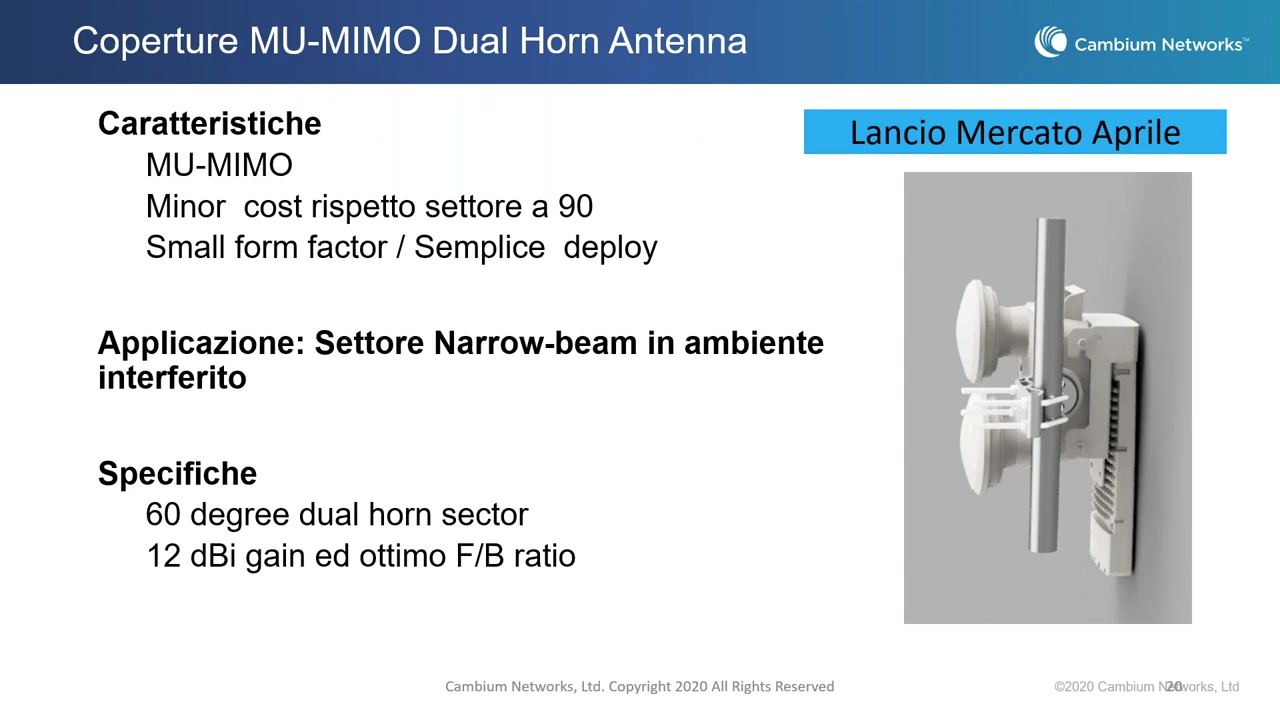 Coperture MU-MIMO Dual Horn Antenna
Cambium Networks™
Caratteristiche
MU-MIMO
Minor cost rispetto settore a 90
Small form factor / Semplice deploy
Lancio Mercato Aprile
Applicazione: Settore Narrow-beam in ambiente
interferito
Specifiche
60 degree dual horn sector
12 dBi gain ed ottimo F/B ratio
Cambium Networks, Ltd. Copyright 2020 All Rights Reserved
©2020 Cambium Networks, Ltd
20